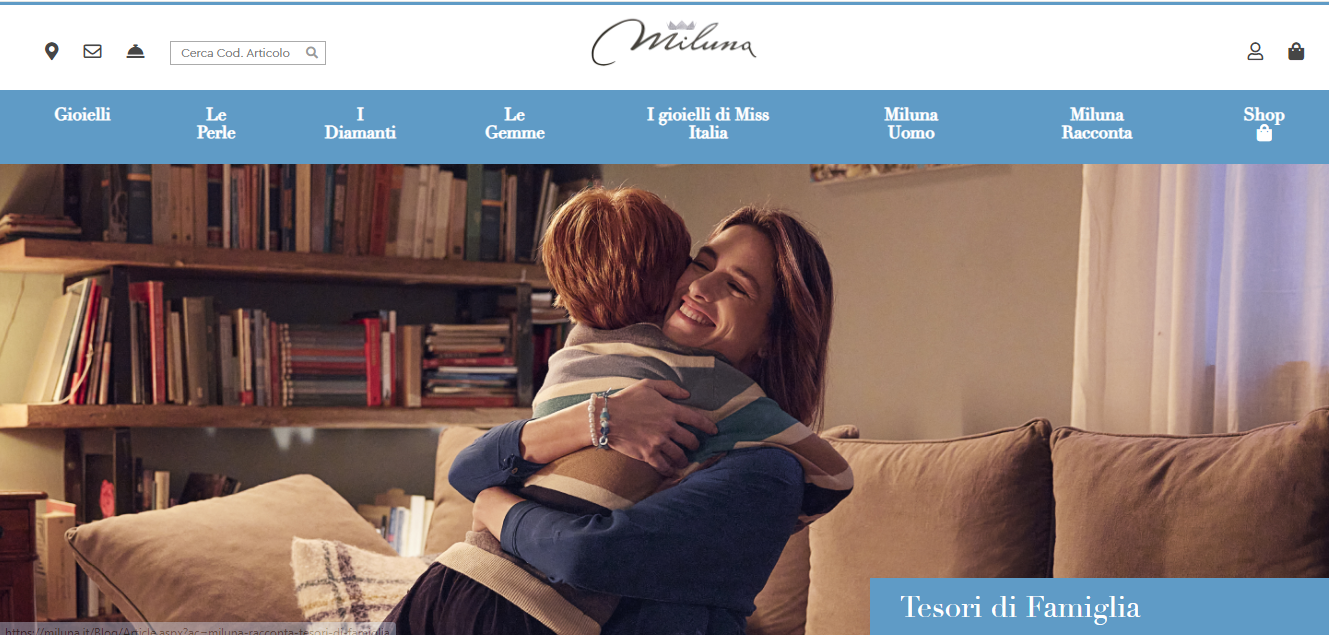 Miluna
Cerca Cod. Articolo
Gioielli
Le
Perle
I
Diamanti
Le
Gemme
I gioielli di Miss
Italia
Miluna
Uomo
Miluna
Racconta
Shop
Tesori di Famiglia
https://miluna.it/Blog/Article.aspx?ac=miluna-racconta-tesori-di-famiglia